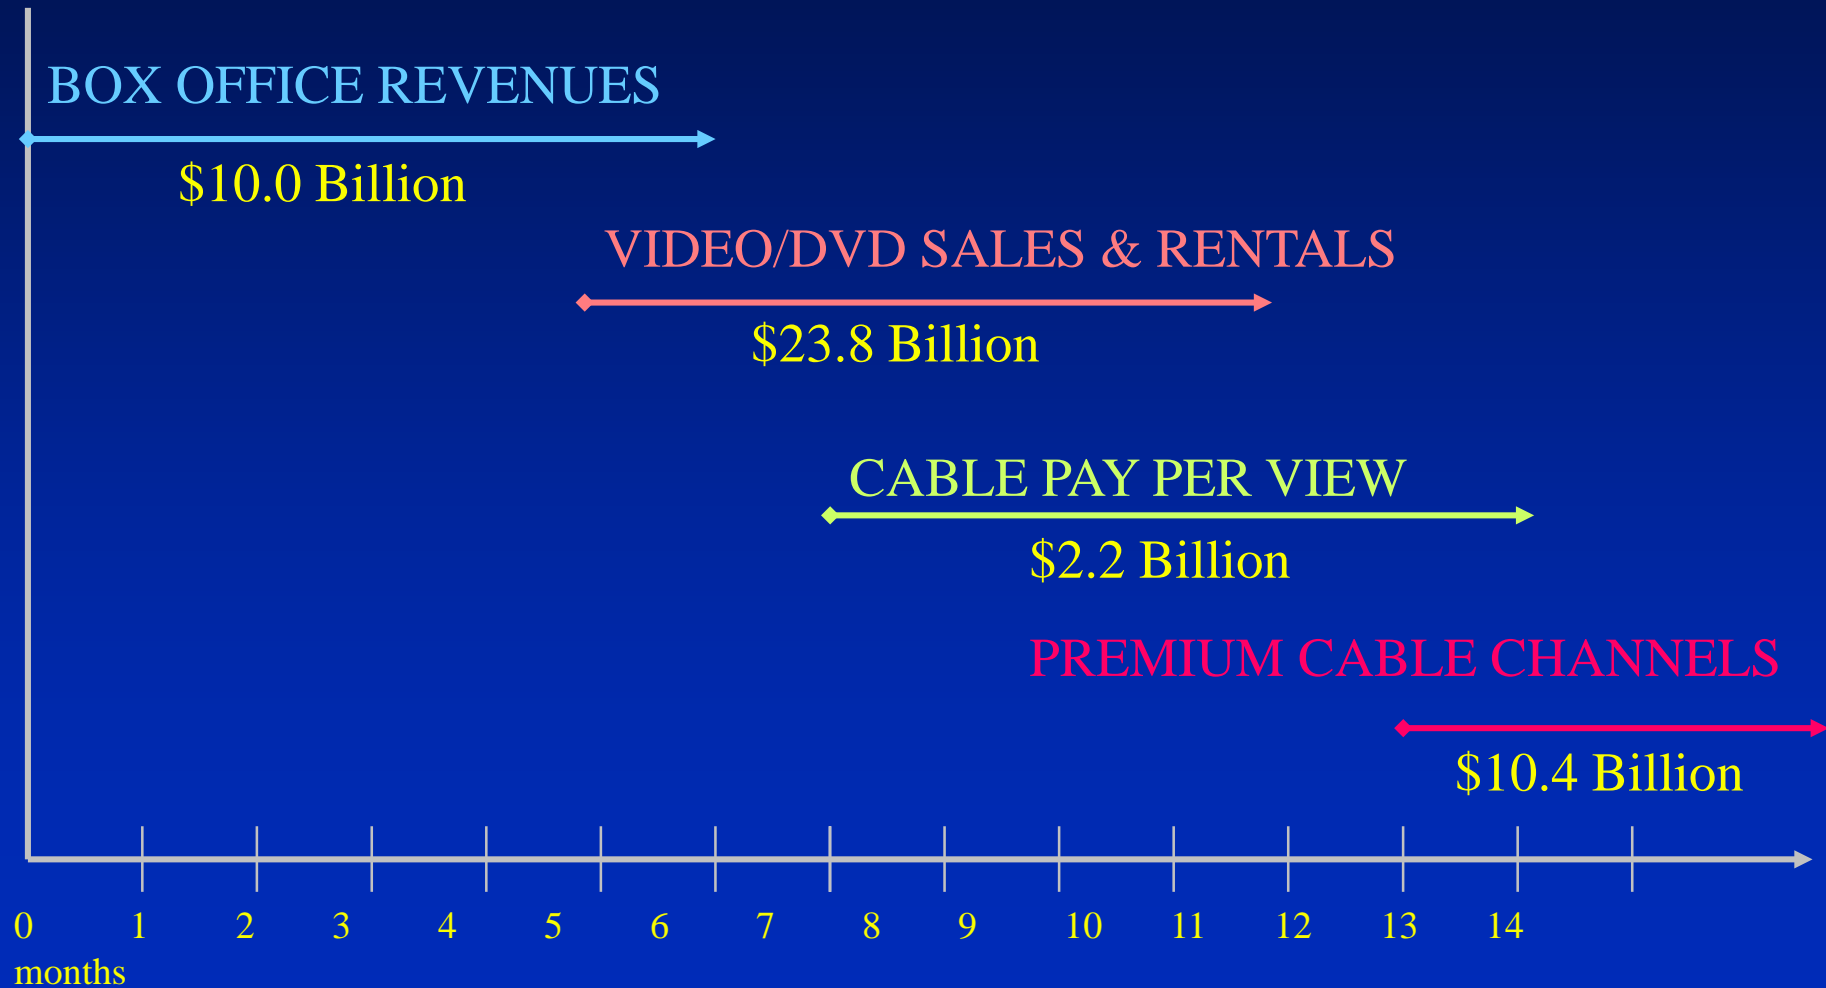 BOX OFFICE REVENUES
$10.0 Billion
VIDEO/DVD SALES & RENTALS
$23.8 Billion
CABLE PAY PER VIEW
$2.2 Billion
PREMIUM CABLE CHANNELS
$10.4 Billion
0 1 2 3 4 5 6 7 8 9 10 11 12 13 14
months